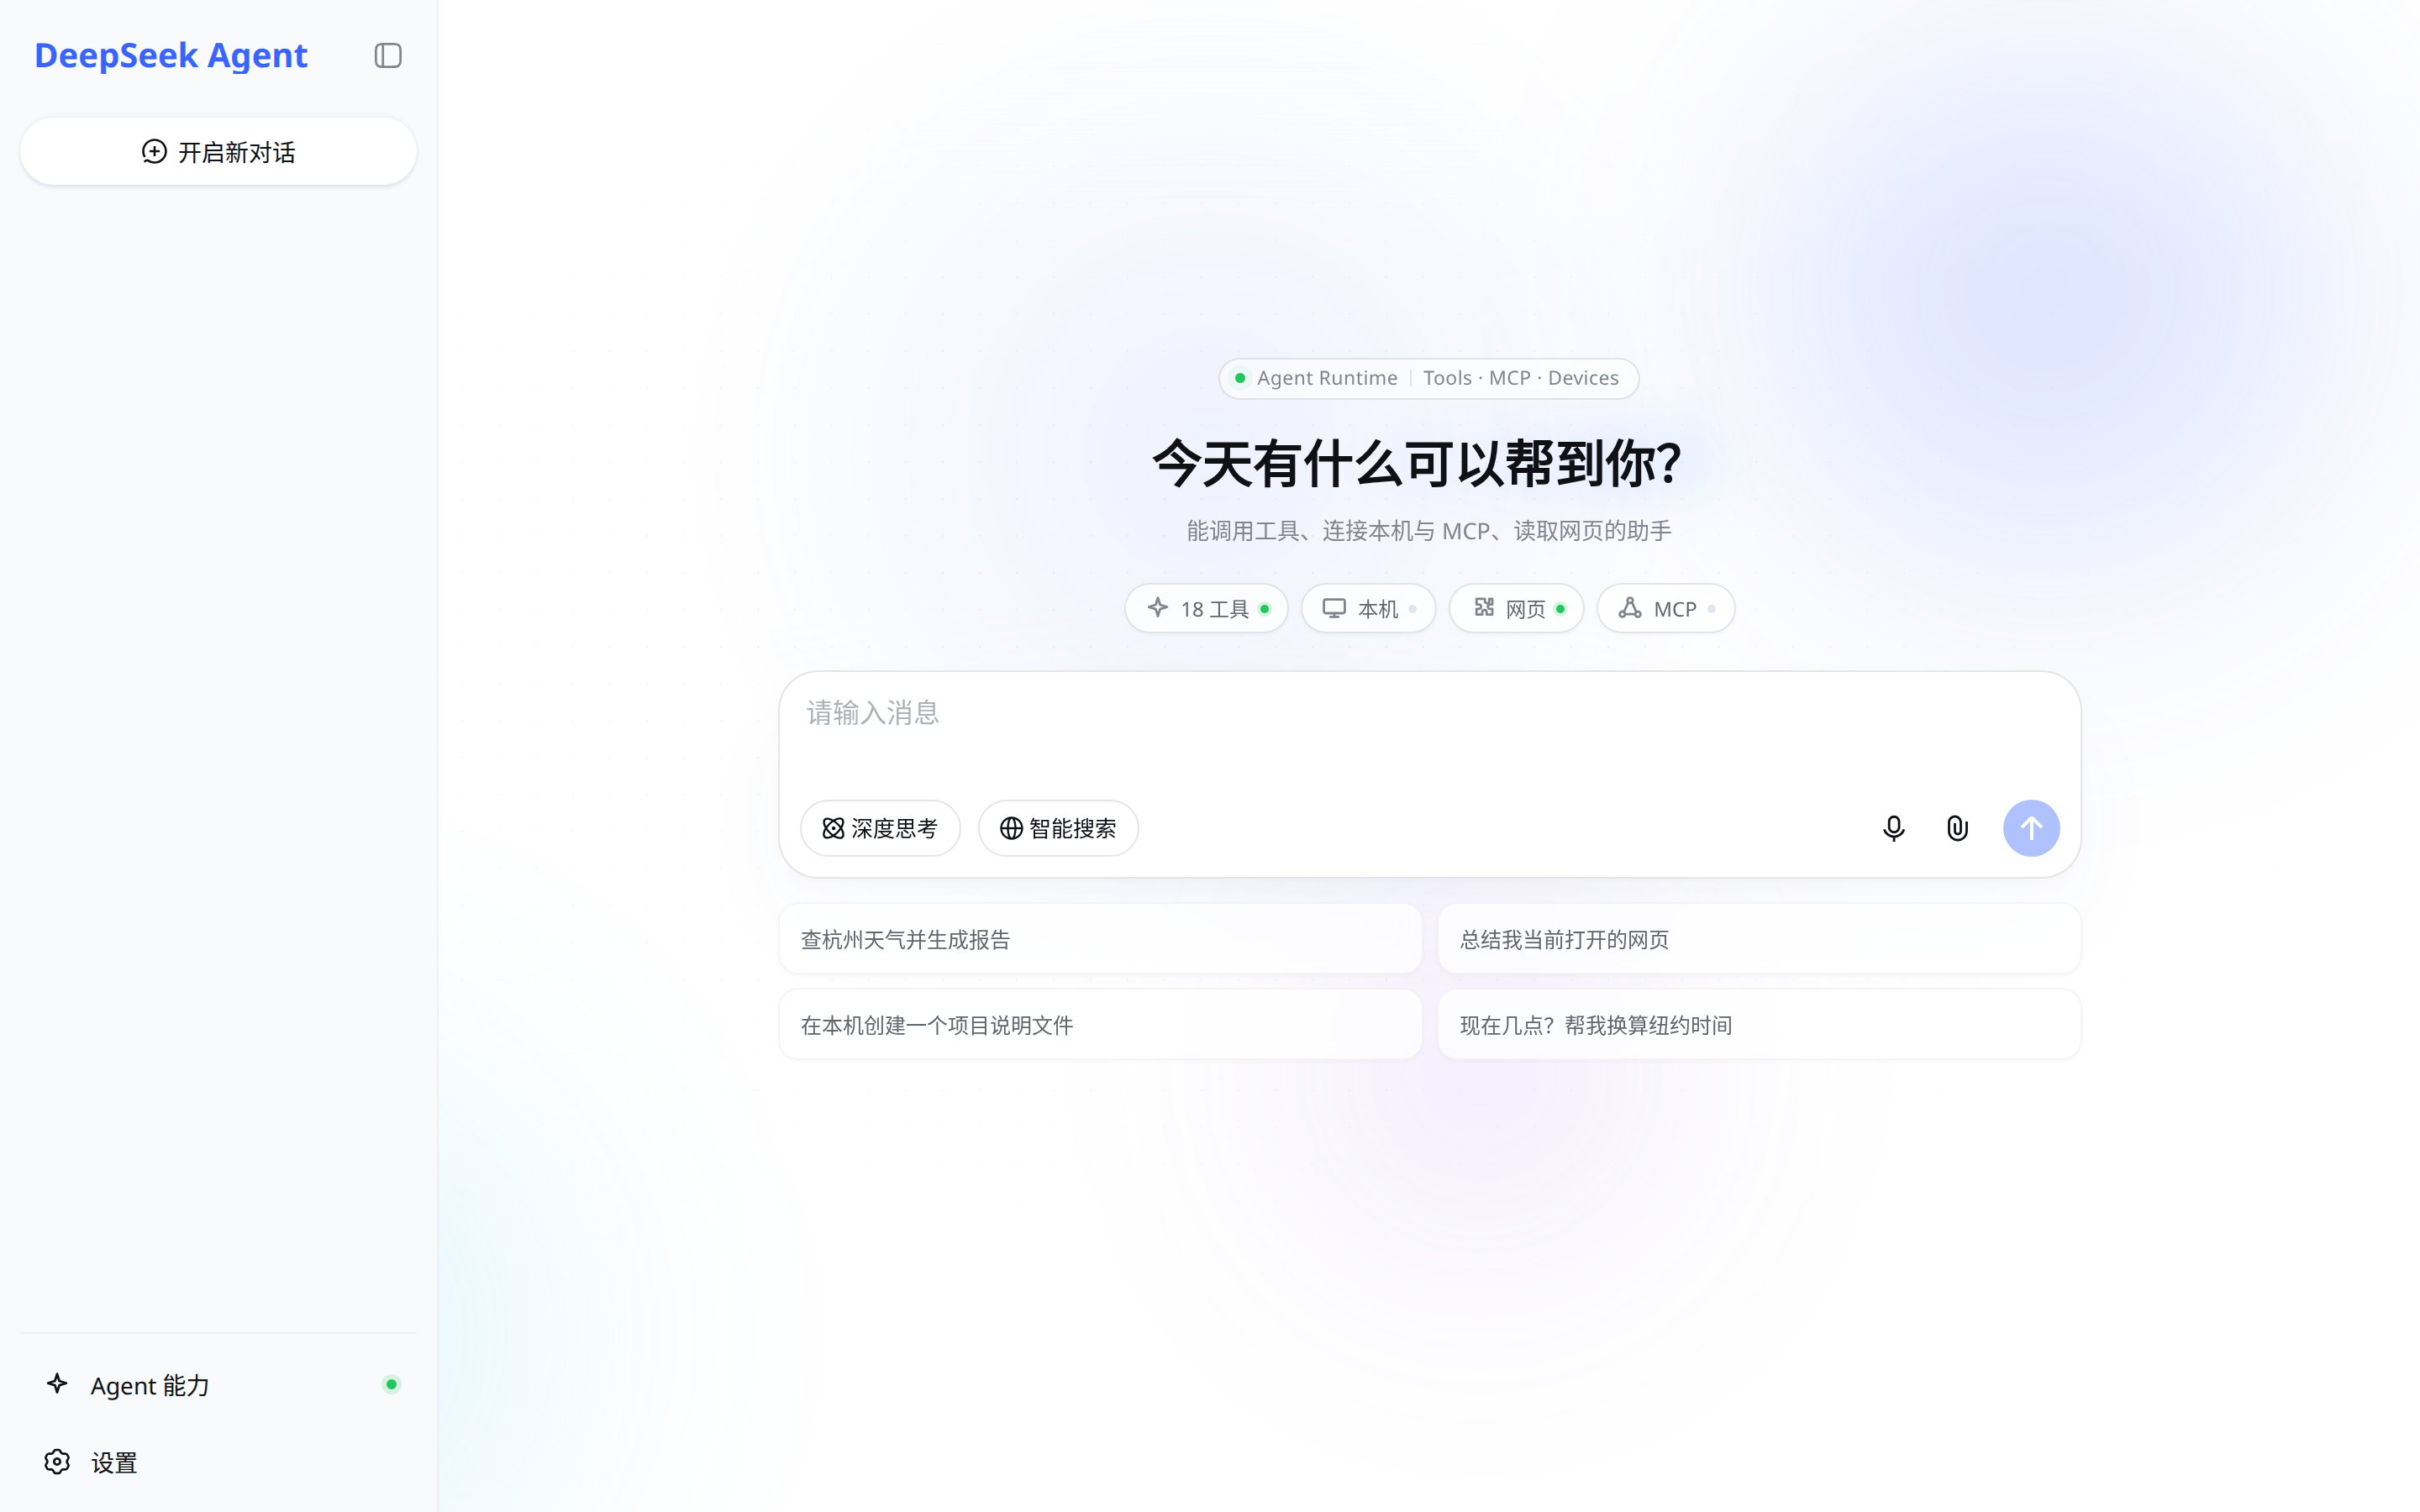 DeepSeek Agent
开启新对话
Agent Runtime | Tools · MCP · Devices
今天有什么可以帮到你?
能调用工具、连接本机与 MCP、读取网页的助手
18 工具 本机 网页 MCP
请输入消息
深度思考 智能搜索
查杭州天气并生成报告
总结我当前打开的网页
在本机创建一个项目说明文件
现在几点？帮我换算纽约时间
Agent 能力
设置